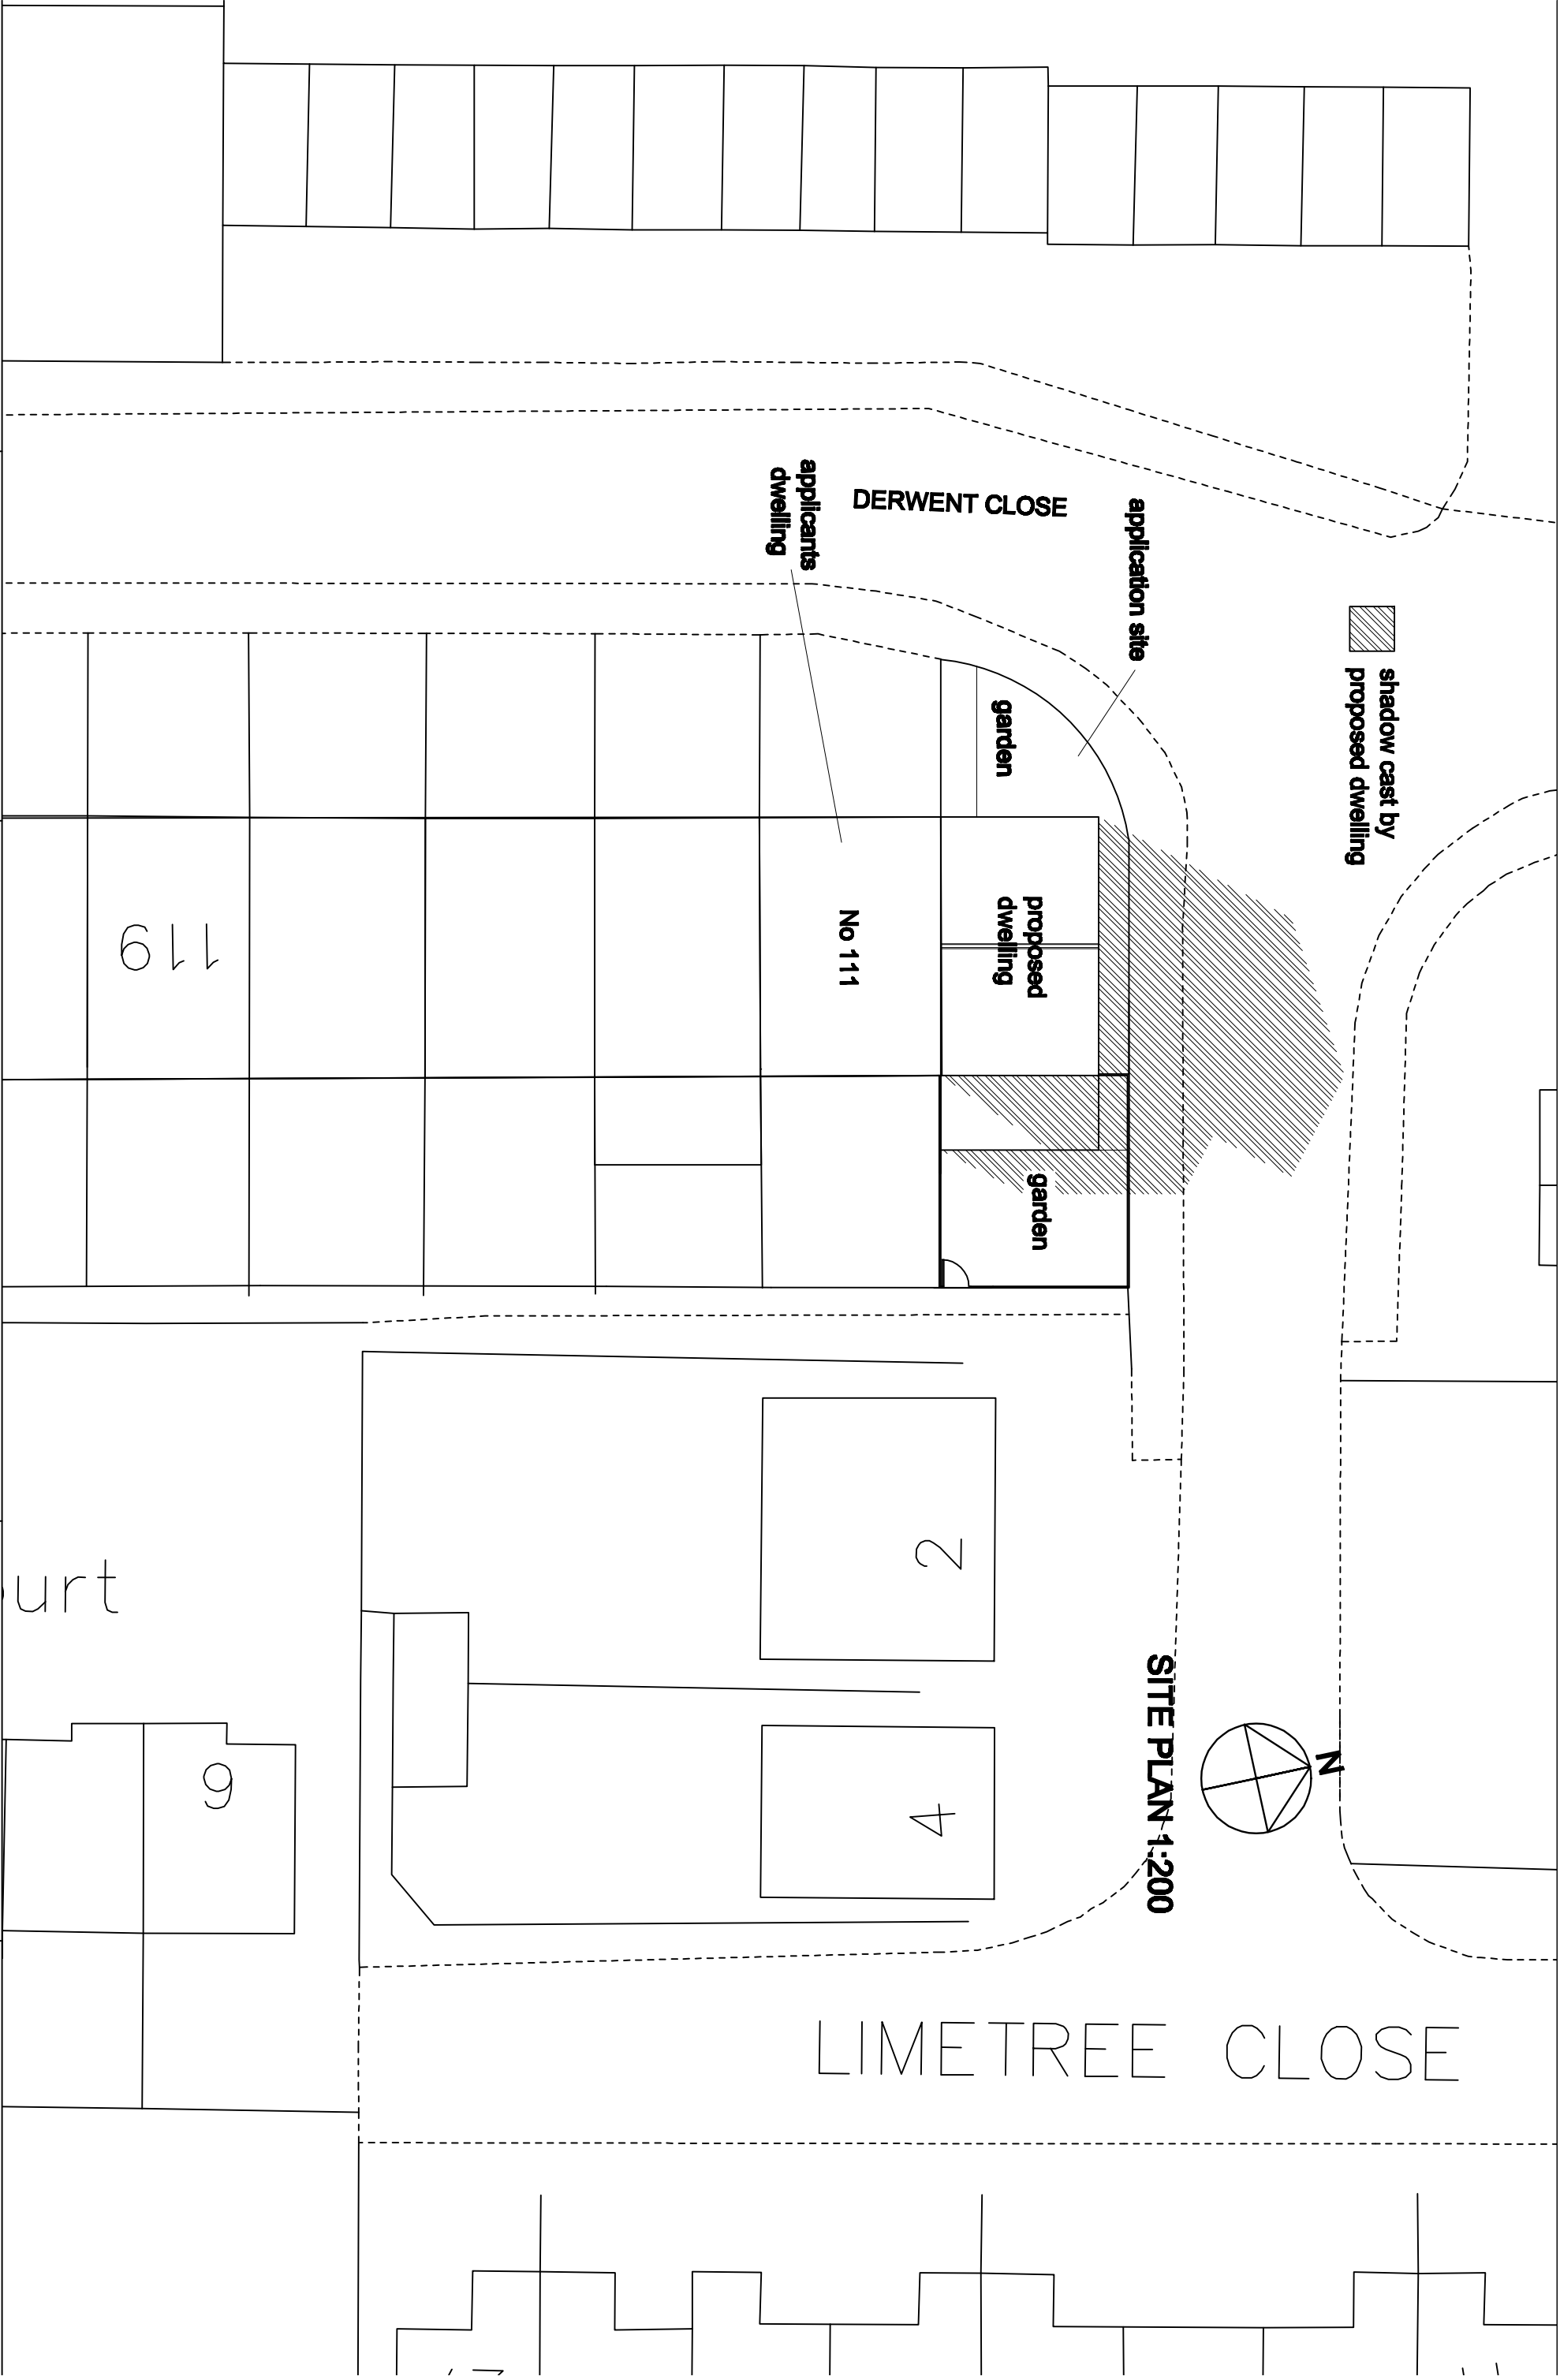 applicants
dwelling
DERWENT CLOSE
application site
shadow cast by
proposed dwelling
garden
119
No 111
proposed
dwelling
garden
2
urt
SITE PLAN 1:200
N
9
4
LIMETREE CLOSE